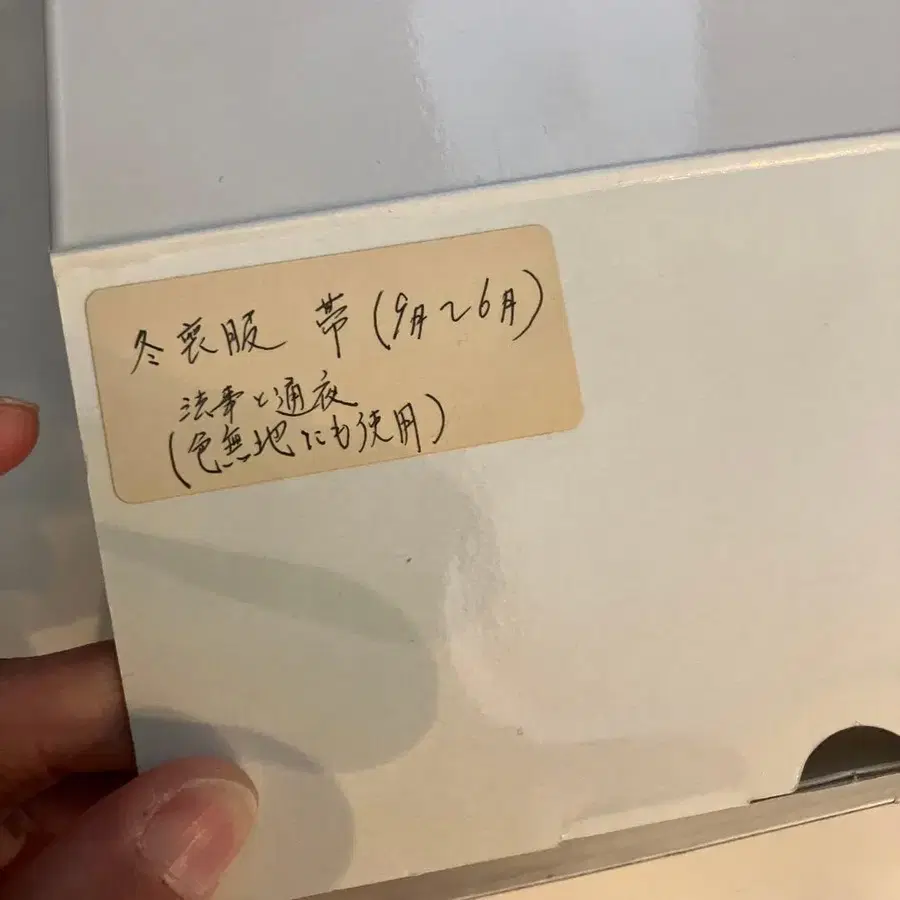 冬喪服 帯(9月〜6月)
法事と通夜
(色無地にも使用)